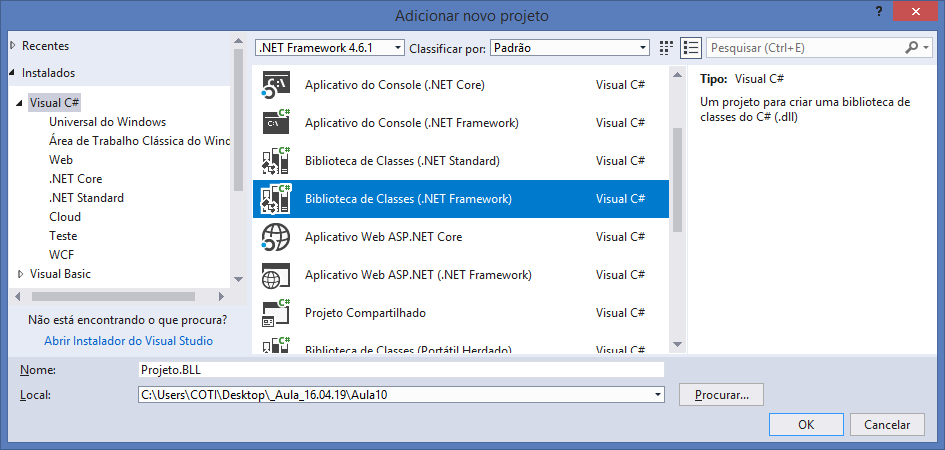 Adicionar novo projeto
?
Recentes
Instalados
Visual C#
Universal do Windows
Área de Trabalho Clássica do Wind
Web
.NET Core
.NET Standard
Cloud
Teste
WCF
Visual Basic
Não está encontrando o que procura?
Abrir Instalador do Visual Studio
.NET Framework 4.6.1 Classificar por: Padrão
Aplicativo do Console (.NET Core) Visual C#
Aplicativo do Console (.NET Framework) Visual C#
Biblioteca de Classes (.NET Standard) Visual C#
Biblioteca de Classes (.NET Framework) Visual C#
Aplicativo Web ASP.NET Core Visual C#
Aplicativo Web ASP.NET (.NET Framework) Visual C#
Projeto Compartilhado Visual C#
Biblioteca de Classes (Portátil Herdado) Visual C#
Pesquisar (Ctrl+E)
Tipo: Visual C#
Um projeto para criar uma biblioteca de
classes do C# (.dll)
Nome: Projeto.BLL
Local: C:\Users\COTI\Desktop\_Aula_16.04.19\Aula10 Procurar...
OK Cancelar